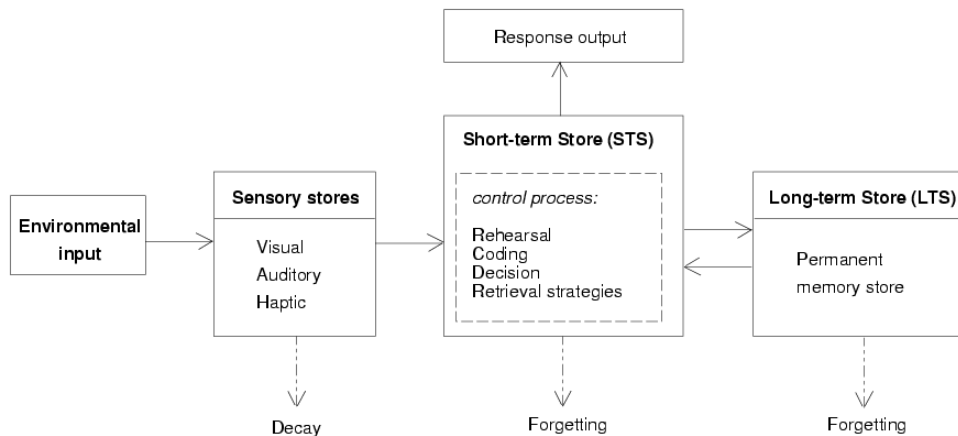 Response output
Short-term Store (STS)
control process:
Rehearsal
Coding
Decision
Retrieval strategies
Environmental
input
Sensory stores
Visual
Auditory
Haptic
Long-term Store (LTS)
Permanent
memory store
Decay
Forgetting
Forgetting